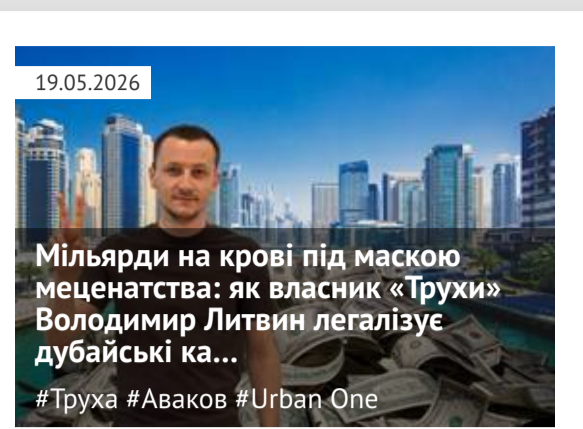 19.05.2026
Мільярди на крові під маскою
меценатства: як власник «Трухи»
Володимир Литвин легалізує
дубайські ка...
#Труха #Аваков #Urban One